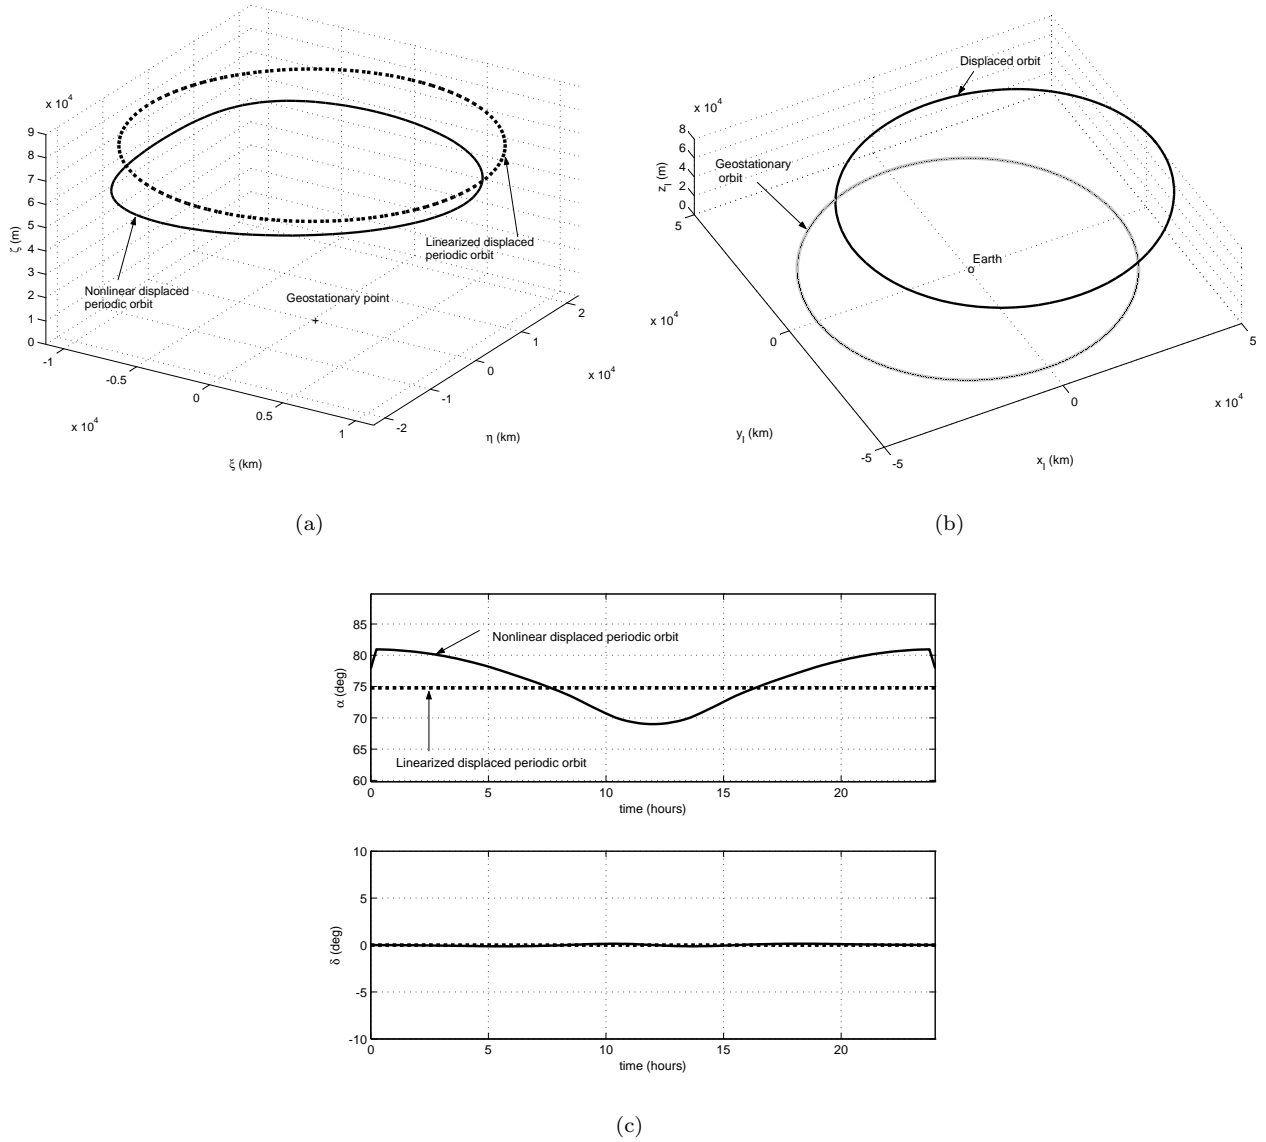 x 10^4
9
8
7
6
5
4
3
2
1
0
ζ (m)
Linearized displaced
periodic orbit
Nonlinear displaced
periodic orbit
Geostationary point
-1
-0.5
0
0.5
1
x 10^4
ξ (km)
-2
-1
0
1
2
x 10^4
η (km)
(a)
Displaced orbit
x 10^4
8
6
4
2
0
z_I (m)
Geostationary
orbit
Earth
5
0
-5
x 10^4
y_I (km)
-5
0
5
x 10^4
x_I (km)
(b)
85
80
75
70
65
60
α (deg)
Nonlinear displaced periodic orbit
Linearized displaced periodic orbit
0 5 10 15 20
time (hours)
10
5
0
-5
-10
δ (deg)
0 5 10 15 20
time (hours)
(c)